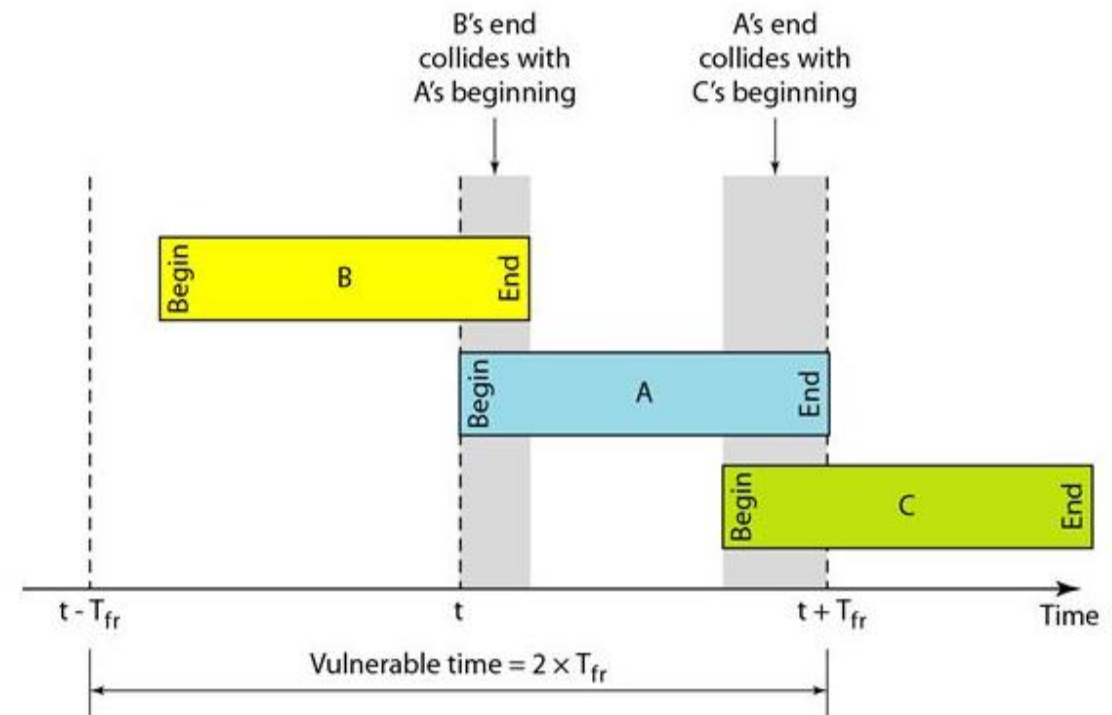 B's end
collides with
A's beginning
A's end
collides with
C's beginning
Begin
B
End
Begin
A
End
Begin
C
End
t - Tfr
t
t + Tfr
Time
Vulnerable time = 2 × Tfr